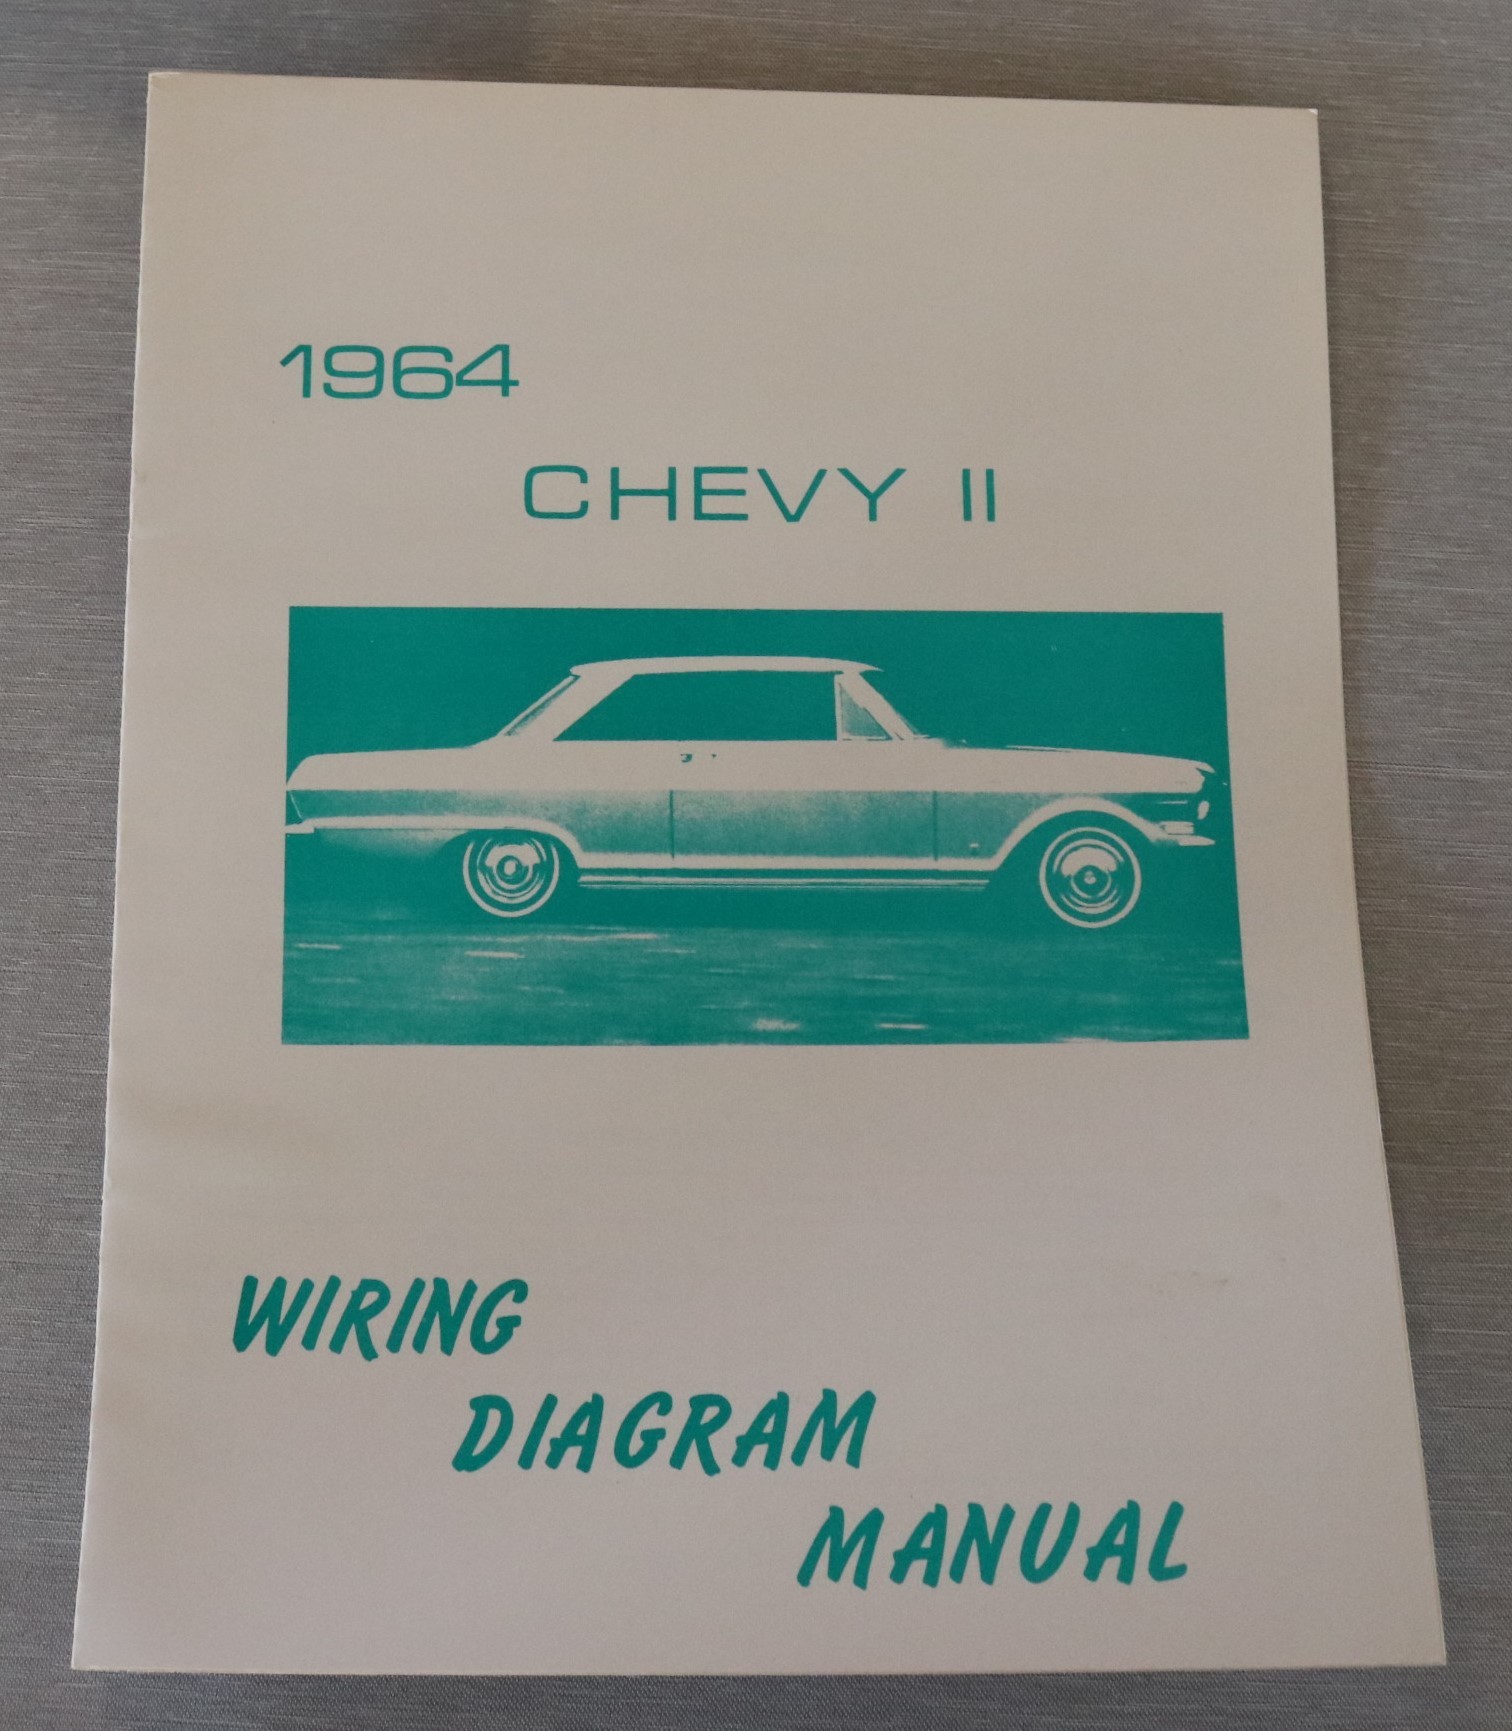 1964
CHEVY II
WIRING
DIAGRAM
MANUAL